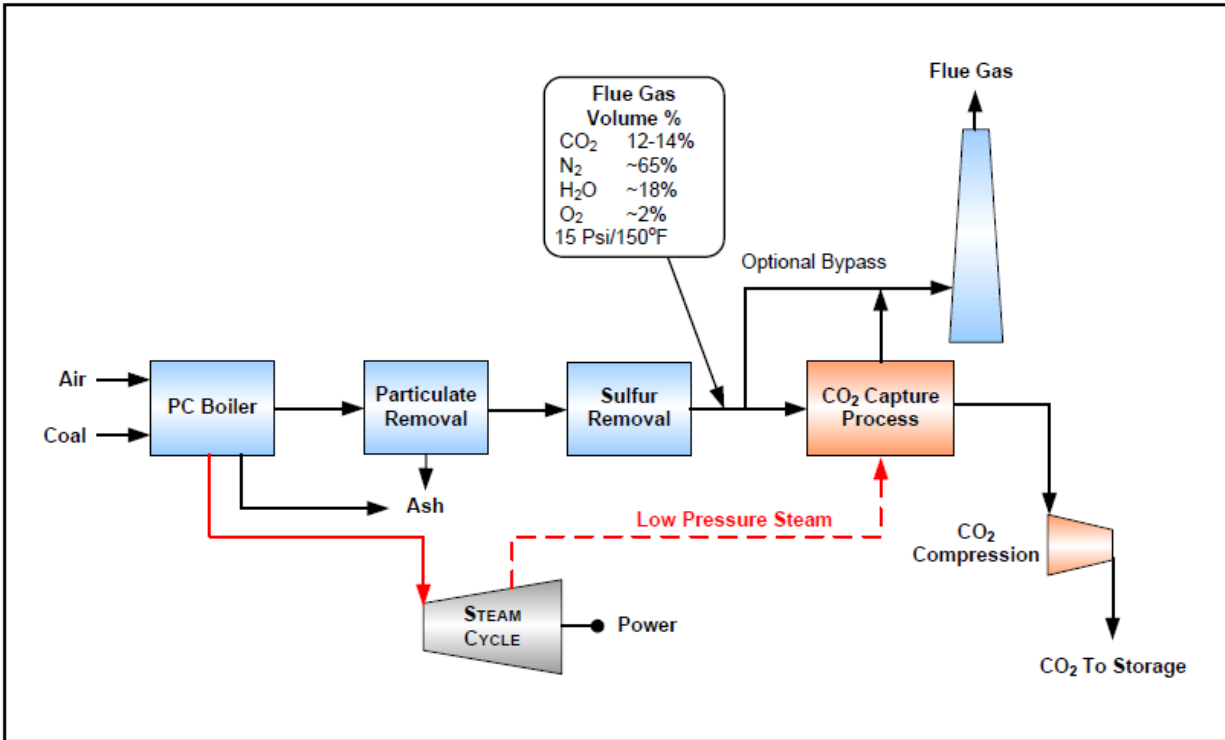 Flue Gas
Flue Gas
Volume %
CO₂ 12-14%
N₂ ~65%
H₂O ~18%
O₂ ~2%
15 Psi/150°F
Optional Bypass
Air
Coal
PC Boiler
Particulate
Removal
Sulfur
Removal
CO₂ Capture
Process
Ash
Low Pressure Steam
CO₂
Compression
STEAM
CYCLE
Power
CO₂ To Storage